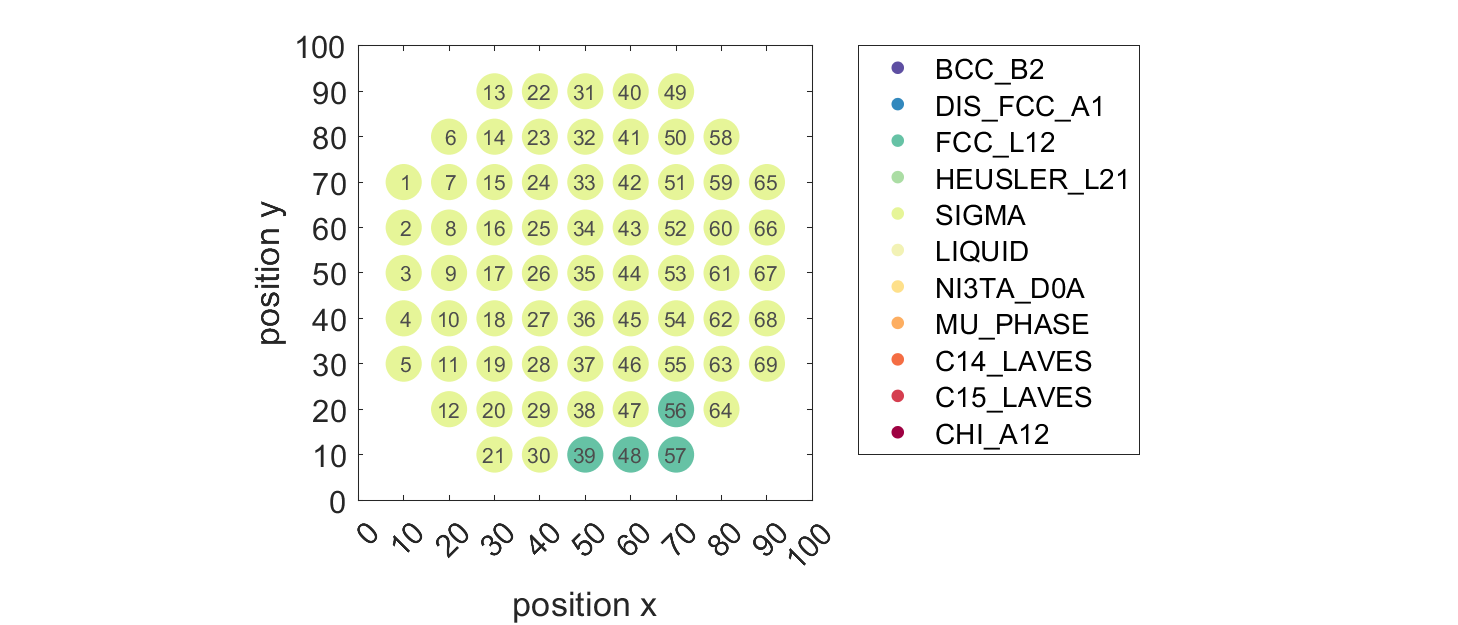 100
90 13 22 31 40 49
80 6 14 23 32 41 50 58
70 1 7 15 24 33 42 51 59 65
60 2 8 16 25 34 43 52 60 66
50 3 9 17 26 35 44 53 61 67
40 4 10 18 27 36 45 54 62 68
30 5 11 19 28 37 46 55 63 69
20 12 20 29 38 47 56 64
10 21 30 39 48 57
0
0 10 20 30 40 50 60 70 80 90 100
position x
position y
BCC_B2
DIS_FCC_A1
FCC_L12
HEUSLER_L21
SIGMA
LIQUID
NI3TA_D0A
MU_PHASE
C14_LAVES
C15_LAVES
CHI_A12